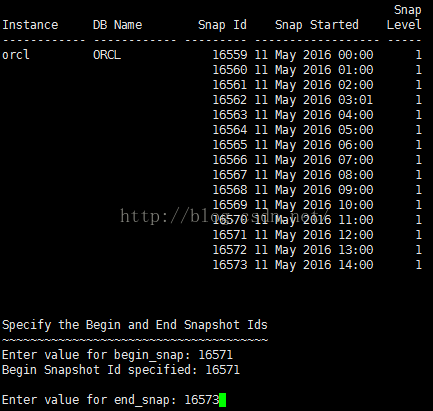 Snap
Instance     DB Name        Snap Id    Snap Started    Level
------------ ------------ --------- ----------------- -----
orcl         ORCL             16559 11 May 2016 00:00      1
16560 11 May 2016 01:00      1
16561 11 May 2016 02:00      1
16562 11 May 2016 03:01      1
16563 11 May 2016 04:00      1
16564 11 May 2016 05:00      1
16565 11 May 2016 06:00      1
16566 11 May 2016 07:00      1
16567 11 May 2016 08:00      1
16568 11 May 2016 09:00      1
16569 11 May 2016 10:00      1
http://blog.csdn.net/
16570 11 May 2016 11:00      1
16571 11 May 2016 12:00      1
16572 11 May 2016 13:00      1
16573 11 May 2016 14:00      1
Specify the Begin and End Snapshot Ids
~~~~~~~~~~~~~~~~~~~~~~~~~~~~~~~~~~~~~~
Enter value for begin_snap: 16571
Begin Snapshot Id specified: 16571
Enter value for end_snap: 16573